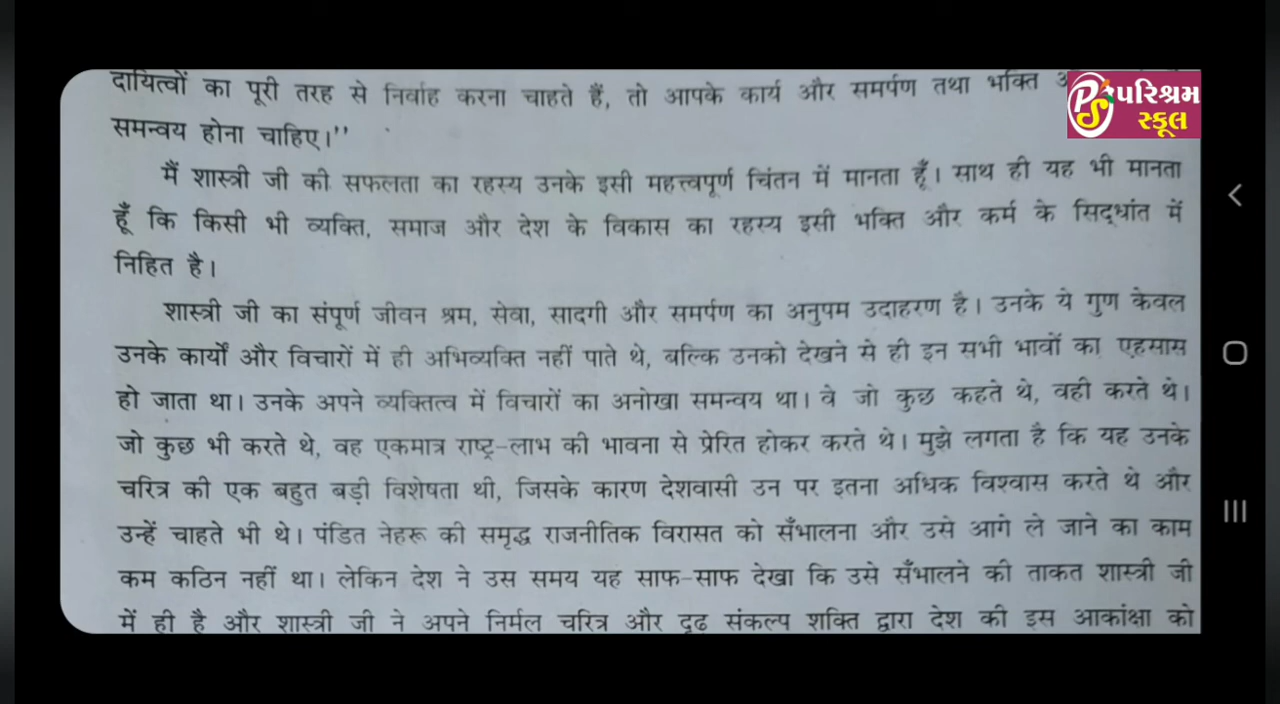 दायित्वों का पूरी तरह से निर्वाह करना चाहते हैं, तो आपके कार्य और समर्पण तथा भक्ति
પરિશ્રમ
સ્કૂલ
समन्वय होना चाहिए।''
मैं शास्त्री जी की सफलता का रहस्य उनके इसी महत्त्वपूर्ण चिंतन में मानता हूँ। साथ ही यह भी मानता
हूँ कि किसी भी व्यक्ति, समाज और देश के विकास का रहस्य इसी भक्ति और कर्म के सिद्धांत में
निहित है।
शास्त्री जी का संपूर्ण जीवन श्रम, सेवा, सादगी और समर्पण का अनुपम उदाहरण है। उनके ये गुण केवल
उनके कार्यों और विचारों में ही अभिव्यक्ति नहीं पाते थे, बल्कि उनको देखने से ही इन सभी भावों का एहसास
हो जाता था। उनके अपने व्यक्तित्व में विचारों का अनोखा समन्वय था। वे जो कुछ कहते थे, वही करते थे।
जो कुछ भी करते थे, वह एकमात्र राष्ट्र-लाभ की भावना से प्रेरित होकर करते थे। मुझे लगता है कि यह उनके
चरित्र की एक बहुत बड़ी विशेषता थी, जिसके कारण देशवासी उन पर इतना अधिक विश्वास करते थे और
उन्हें चाहते भी थे। पंडित नेहरू की समृद्ध राजनीतिक विरासत को सँभालना और उसे आगे ले जाने का काम
कम कठिन नहीं था। लेकिन देश ने उस समय यह साफ-साफ देखा कि उसे सँभालने की ताकत शास्त्री जी
में ही है और शास्त्री जी ने अपने निर्मल चरित्र और दृढ संकल्प शक्ति द्वारा देश की इस आकांक्षा को